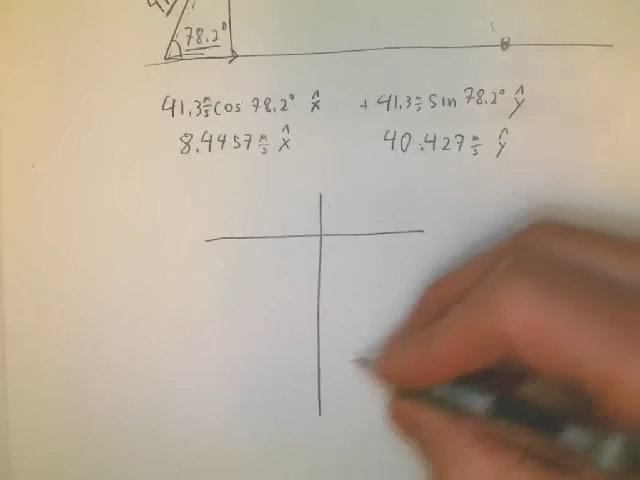 78.2°
41.3 m/s cos 78.2° x̂ + 41.3 m/s sin 78.2° ŷ
8.4457 m/s x̂ 40.427 m/s ŷ